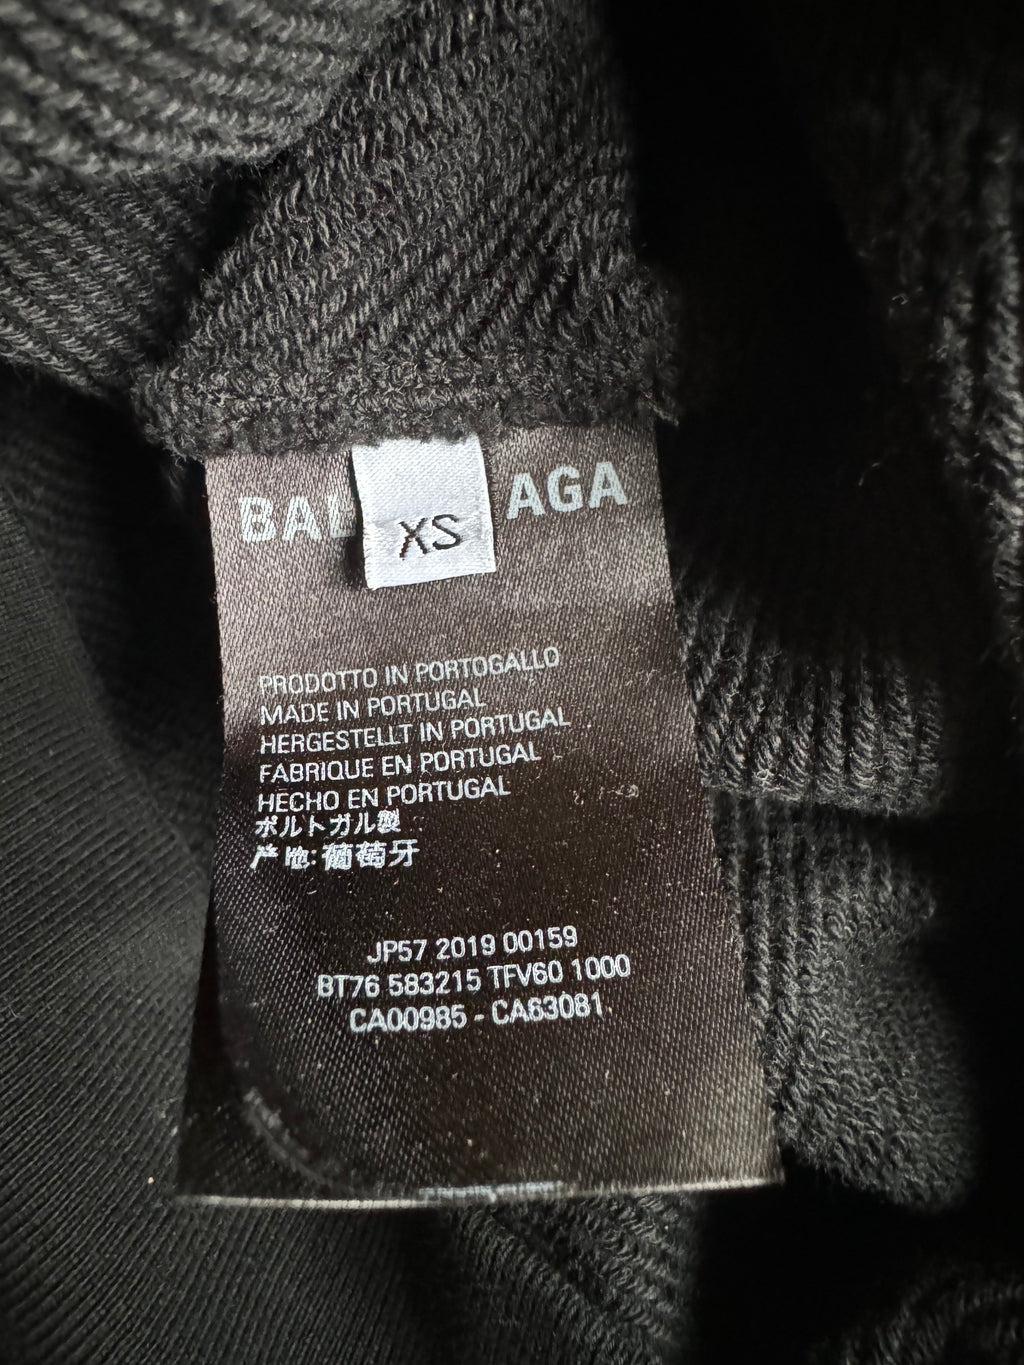 BAL AGA
XS
PRODOTTO IN PORTOGALLO
MADE IN PORTUGAL
HERGESTELLT IN PORTUGAL
FABRIQUE EN PORTUGAL
HECHO EN PORTUGAL
ポルトガル製
产地:葡萄牙
JP57 2019 00159
BT76 583215 TFV60 1000
CA00985 - CA63081